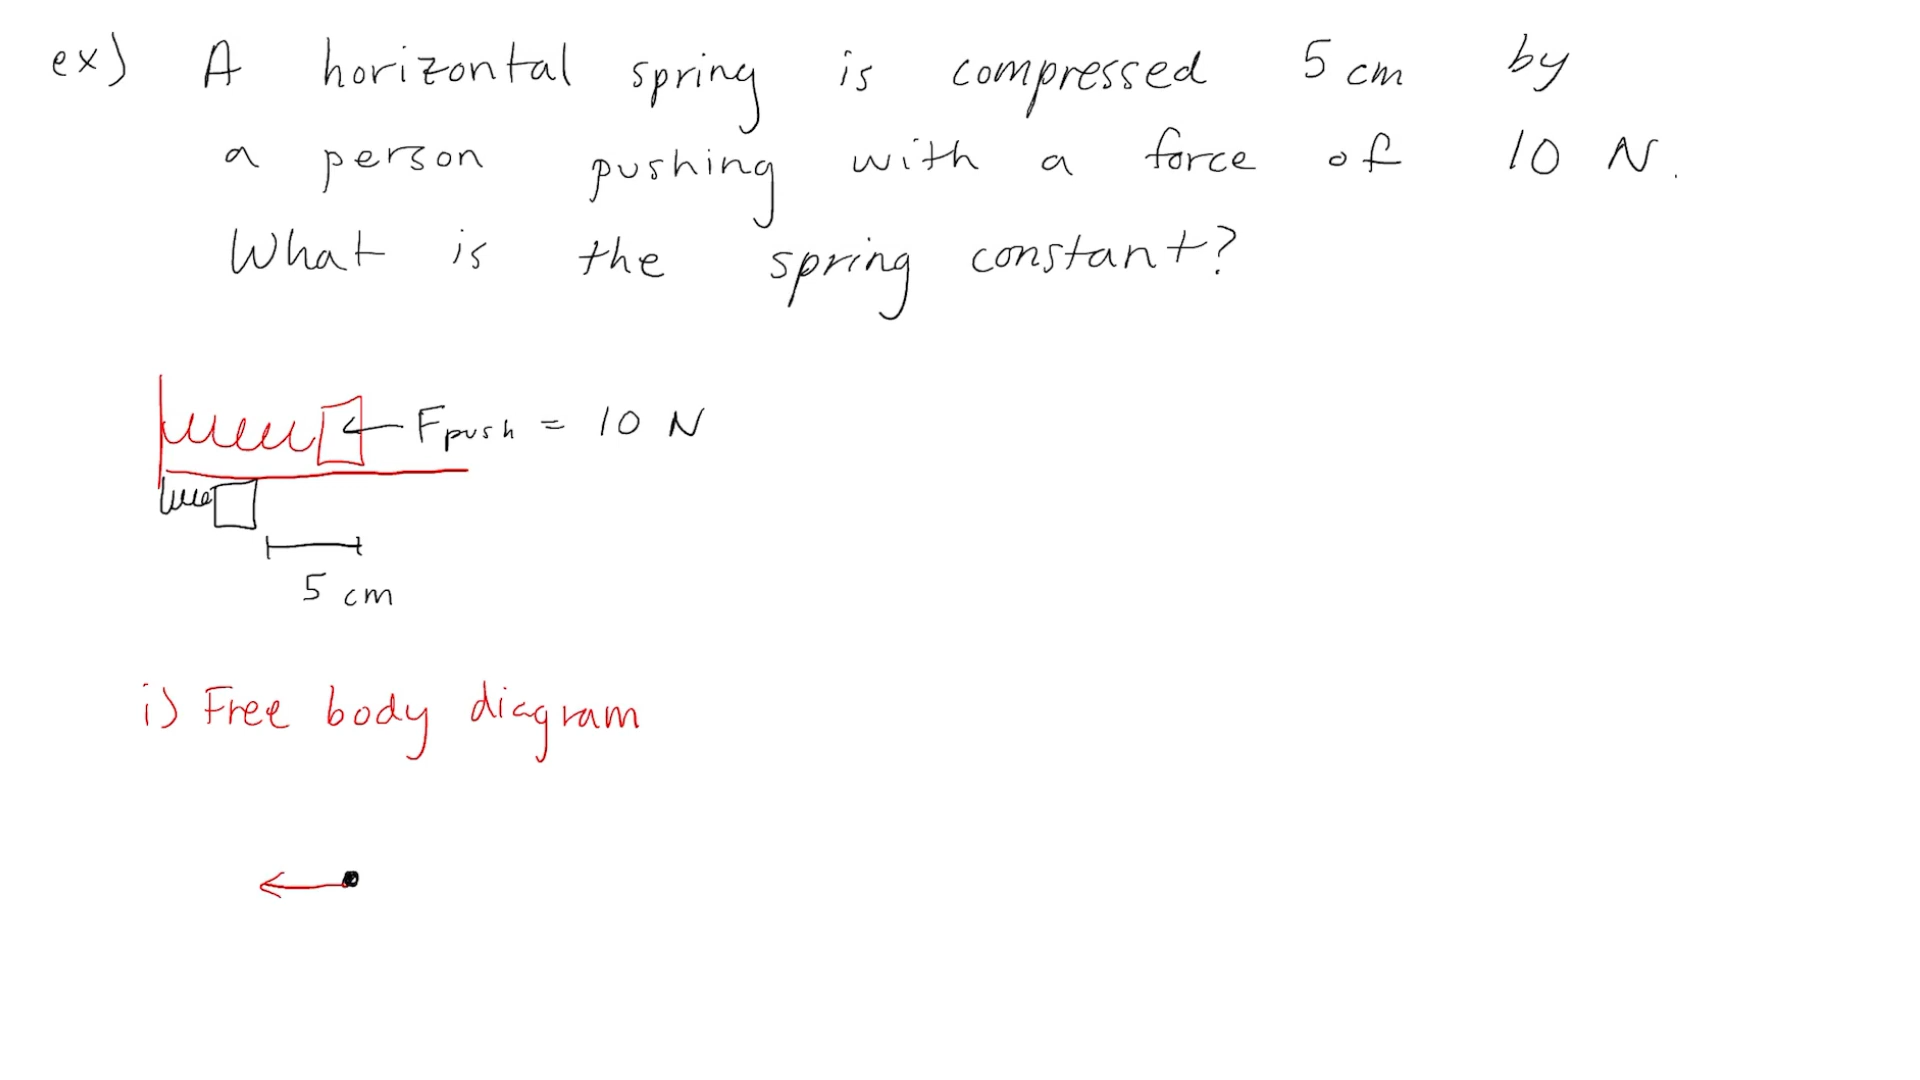 ex) A horizontal spring is compressed 5 cm by
a person pushing with a force of 10 N.
What is the spring constant?
Fpush = 10 N
5 cm
i) Free body diagram